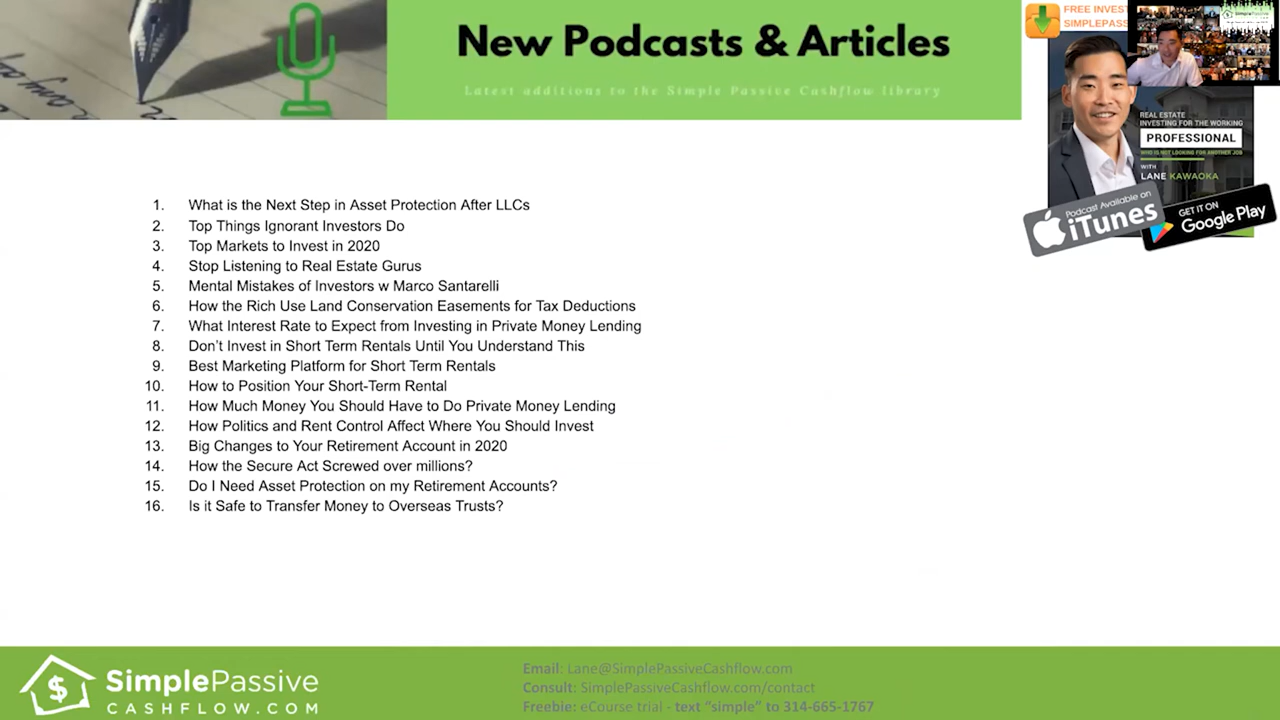 New Podcasts & Articles
Latest additions to the Simple Passive Cashflow library
FREE INVEST
SIMPLEPASS
REAL ESTATE
INVESTING FOR THE WORKING
PROFESSIONAL
WHO IS NOT LOOKING FOR ANOTHER JOB
WITH
LANE KAWAOKA
Podcast Available on
iTunes
GET IT ON
Google Play
1. What is the Next Step in Asset Protection After LLCs
2. Top Things Ignorant Investors Do
3. Top Markets to Invest in 2020
4. Stop Listening to Real Estate Gurus
5. Mental Mistakes of Investors w Marco Santarelli
6. How the Rich Use Land Conservation Easements for Tax Deductions
7. What Interest Rate to Expect from Investing in Private Money Lending
8. Don’t Invest in Short Term Rentals Until You Understand This
9. Best Marketing Platform for Short Term Rentals
10. How to Position Your Short-Term Rental
11. How Much Money You Should Have to Do Private Money Lending
12. How Politics and Rent Control Affect Where You Should Invest
13. Big Changes to Your Retirement Account in 2020
14. How the Secure Act Screwed over millions?
15. Do I Need Asset Protection on my Retirement Accounts?
16. Is it Safe to Transfer Money to Overseas Trusts?
$
SimplePassive
CASHFLOW.COM
Email: Lane@SimplePassiveCashflow.com
Consult: SimplePassiveCashflow.com/contact
Freebie: eCourse trial - text “simple” to 314-665-1767